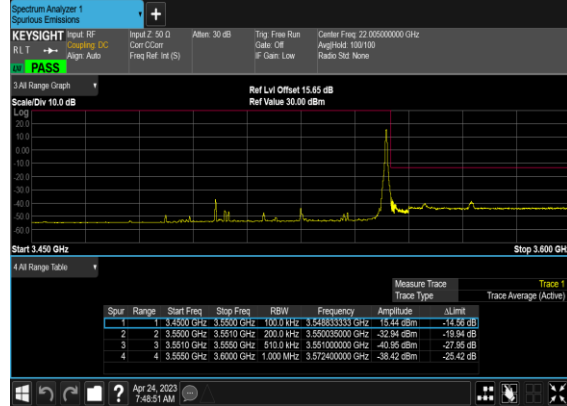 Spectrum Analyzer 1
Spurious Emissions
+
KEYSIGHT Input: RF Input Z: 50 Ω Atten: 30 dB Trig: Free Run Center Freq: 22.005000000 GHz
RLT Coupling: DC Corr CCorr Gate: Off Avg|Hold: 100/100
Align: Auto Freq Ref: Int (S) IF Gain: Low Radio Std: None
LW PASS
3 All Range Graph Ref Lvl Offset 15.65 dB
Scale/Div 10.0 dB Ref Value 30.00 dBm
Log
20.0
10.0
0.00
-10.0
-20.0
-30.0
-40.0
-50.0
-60.0
Start 3.450 GHz Stop 3.600 GHz
4 All Range Table
Measure Trace Trace 1
Trace Type Trace Average (Active)
Spur Range Start Freq Stop Freq RBW Frequency Amplitude ΔLimit
1 1 3.4500 GHz 3.5500 GHz 100.0 kHz 3.548833333 GHz 15.44 dBm -14.56 dB
2 2 3.5500 GHz 3.5510 GHz 200.0 kHz 3.550035000 GHz -32.94 dBm -19.94 dB
3 3 3.5510 GHz 3.5550 GHz 510.0 kHz 3.551000000 GHz -40.95 dBm -27.95 dB
4 4 3.5550 GHz 3.6000 GHz 1.000 MHz 3.572400000 GHz -38.42 dBm -25.42 dB
? Apr 24, 2023
7:48:51 AM